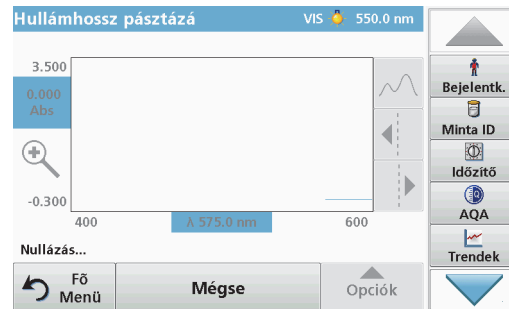 Hullámhossz pásztázá
VIS 550.0 nm
3.500
0.000
Abs
-0.300
400
λ 575.0 nm
600
Nullázás...
Fő
Menü
Mégse
Opciók
Bejelentk.
Minta ID
Időzítő
AQA
Trendek